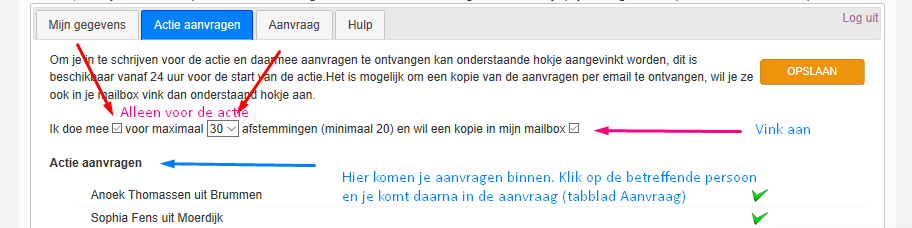 Mijn gegevens Actie aanvragen Aanvraag Hulp Log uit
Om je in te schrijven voor de actie en daarmee aanvragen te ontvangen kan onderstaande hokje aangevinkt worden, dit is
beschikbaar vanaf 24 uur voor de start van de actie.Het is mogelijk om een kopie van de aanvragen per email te ontvangen, wil je ze
ook in je mailbox vink dan onderstaand hokje aan.
OPSLAAN
Alleen voor de actie
Ik doe mee voor maximaal 30 afstemmingen (minimaal 20) en wil een kopie in mijn mailbox
Vink aan
Actie aanvragen
Hier komen je aanvragen binnen. Klik op de betreffende persoon
en je komt daarna in de aanvraag (tabblad Aanvraag)
Anoek Thomassen uit Brummen
Sophia Fens uit Moerdijk